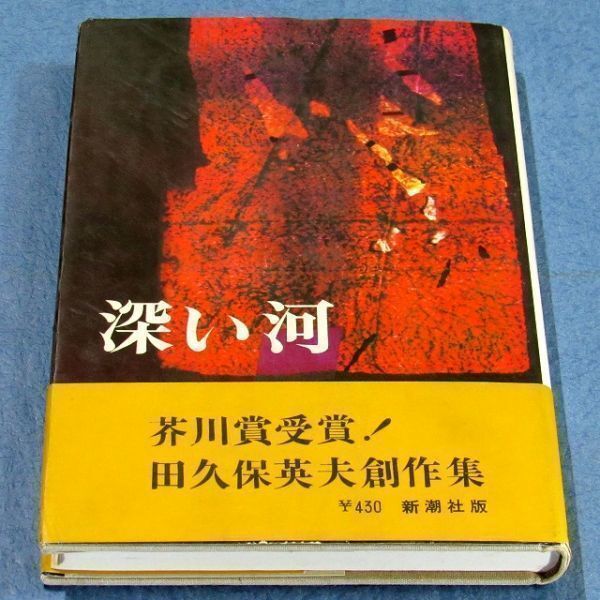 深い河
芥川賞受賞！
田久保英夫創作集
¥430 新潮社版